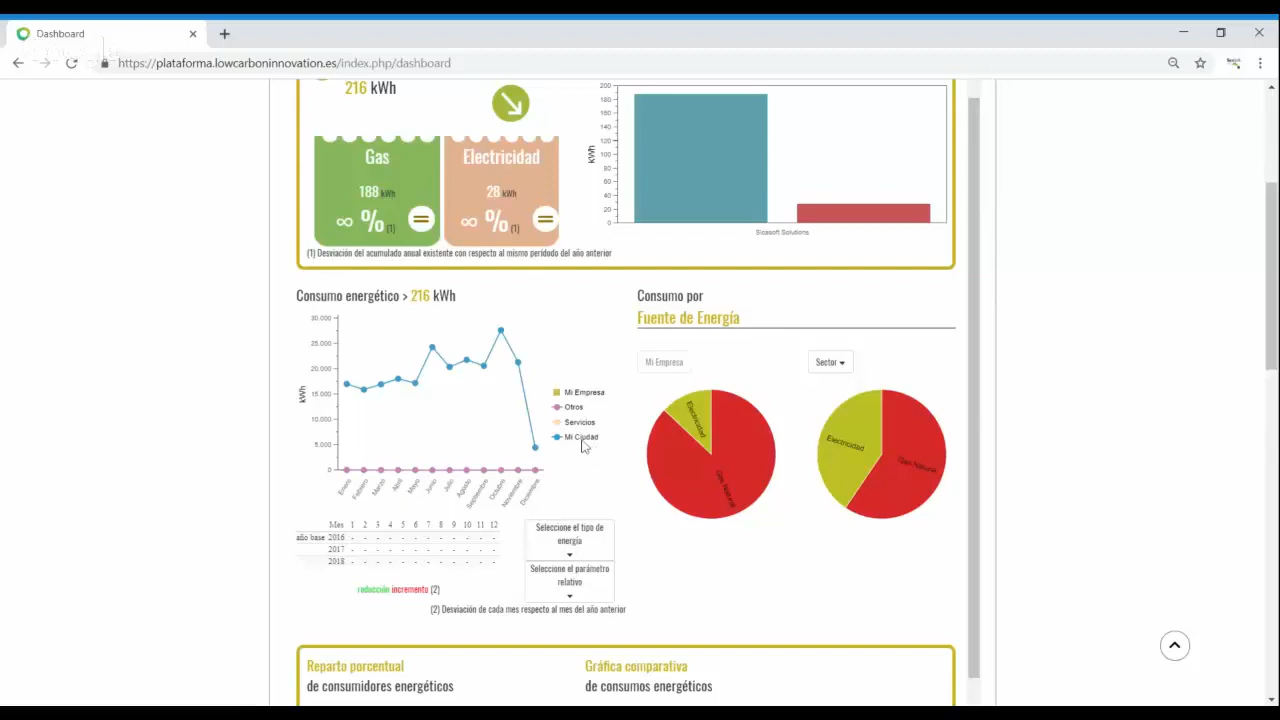 Dashboard
https://plataforma.lowcarboninnovation.es/index.php/dashboard
216 kWh
Gas
188 kWh
∞ % (1)
Electricidad
28 kWh
∞ % (1)
(1) Desviación del acumulado anual existente con respecto al mismo perídodo del año anterior
kWh
200
180
160
140
120
100
80
60
40
20
0
Sicasoft Solutions
Consumo energético > 216 kWh
kWh
30.000
25.000
20.000
15.000
10.000
5.000
0
Enero
Febrero
Marzo
Abril
Mayo
Junio
Julio
Agosto
Septiembre
Octubre
Noviembre
Diciembre
Mi Empresa
Otros
Servicios
Mi Ciudad
Mes 1 2 3 4 5 6 7 8 9 10 11 12
año base 2016 - - - - - - - - - - - -
2017 - - - - - - - - - - - -
2018 - - - - - - - - - - - -
reducción incremento (2)
Seleccione el tipo de
energía
Seleccione el parámetro
relativo
(2) Desviación de cada mes respecto al mes del año anterior
Consumo por
Fuente de Energía
Mi Empresa
Sector
Electricidad
Gas Natural
Electricidad
Gas Natural
Reparto porcentual
de consumidores energéticos
Gráfica comparativa
de consumos energéticos